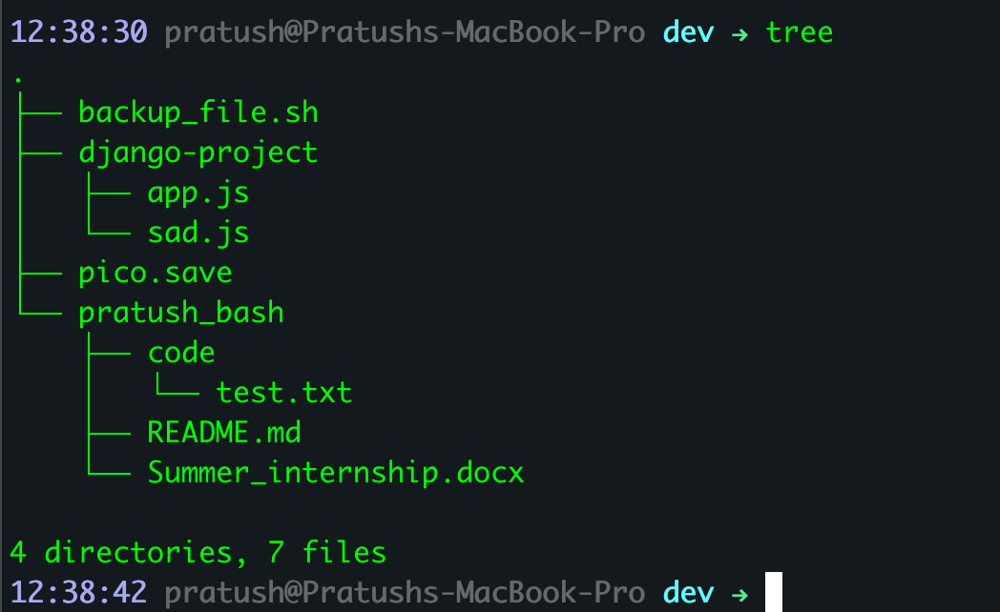 12:38:30 pratush@Pratushs-MacBook-Pro dev → tree
.
├── backup_file.sh
├── django-project
│   ├── app.js
│   └── sad.js
├── pico.save
└── pratush_bash
    ├── code
    │   └── test.txt
    ├── README.md
    └── Summer_internship.docx
4 directories, 7 files
12:38:42 pratush@Pratushs-MacBook-Pro dev →